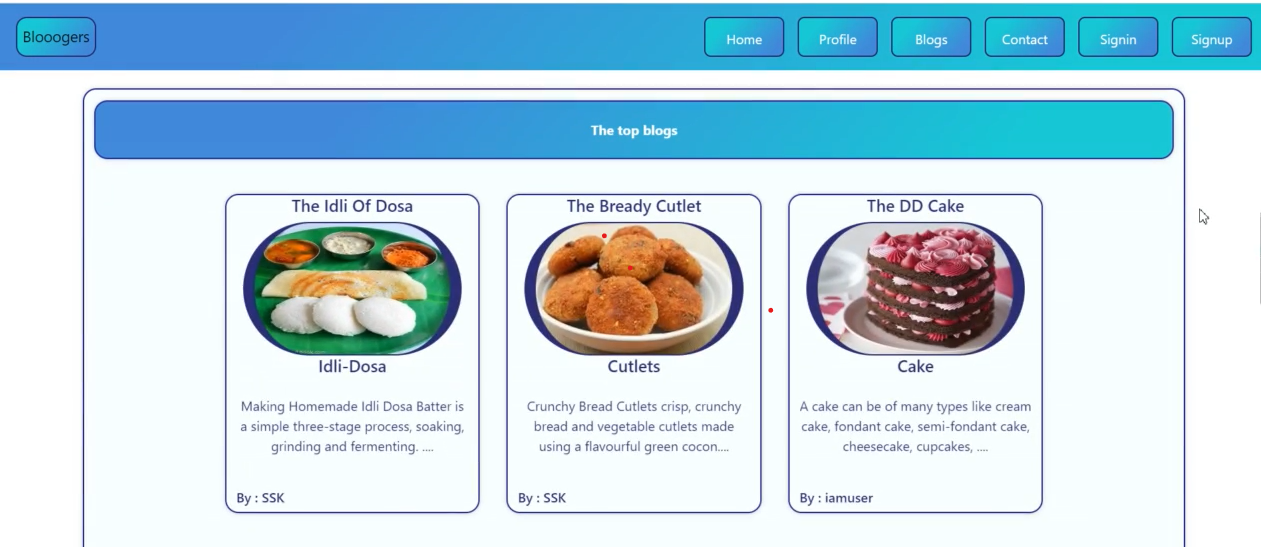 Blooogers
Home
Profile
Blogs
Contact
Signin
Signup
The top blogs
The Idli Of Dosa
Idli-Dosa
Making Homemade Idli Dosa Batter is
a simple three-stage process, soaking,
grinding and fermenting. ....
By : SSK
The Bready Cutlet
Cutlets
Crunchy Bread Cutlets crisp, crunchy
bread and vegetable cutlets made
using a flavourful green cocon....
By : SSK
The DD Cake
Cake
A cake can be of many types like cream
cake, fondant cake, semi-fondant cake,
cheesecake, cupcakes, ....
By : iamuser